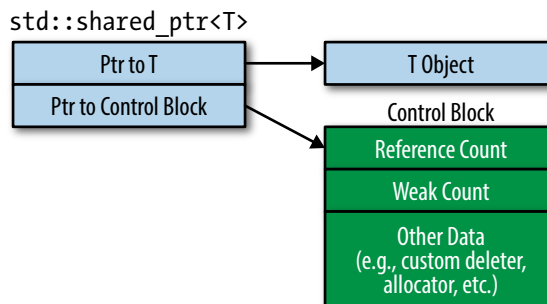 std::shared_ptr<T>
Ptr to T
T Object
Ptr to Control Block
Control Block
Reference Count
Weak Count
Other Data
(e.g., custom deleter,
allocator, etc.)